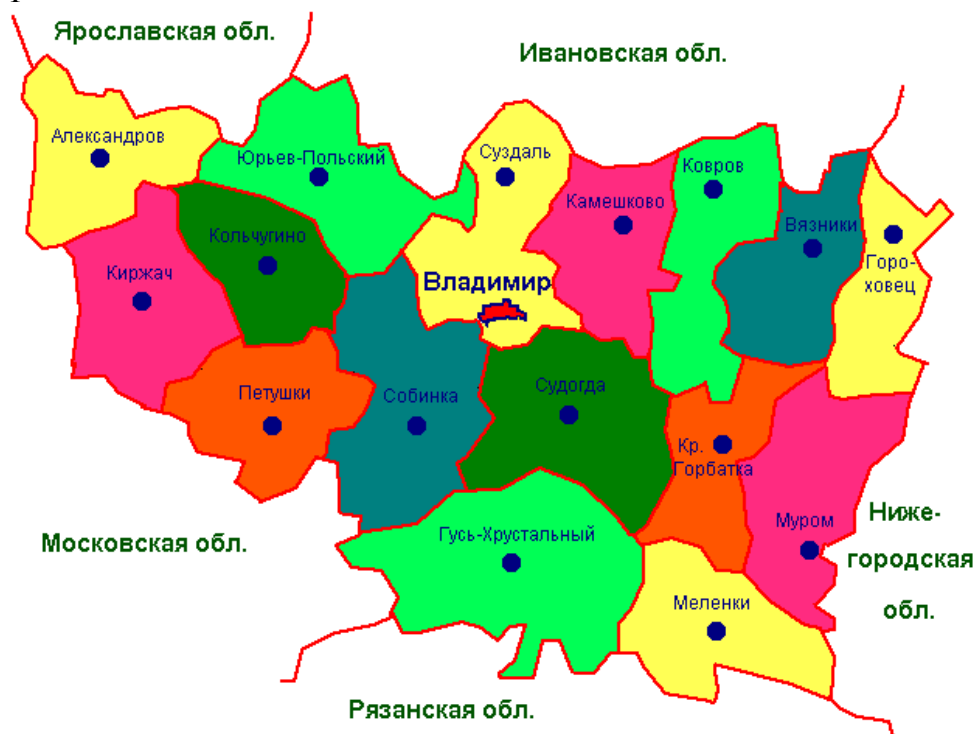 Ярославская обл.
Ивановская обл.
Александров
Юрьев-Польский
Суздаль
Ковров
Камешково
Вязники
Кольчугино
Киржач
Владимир
Горо-
ховец
Петушки
Собинка
Судогда
Кр.
Горбатка
Муром
Ниже-
городская
обл.
Московская обл.
Гусь-Хрустальный
Меленки
Рязанская обл.